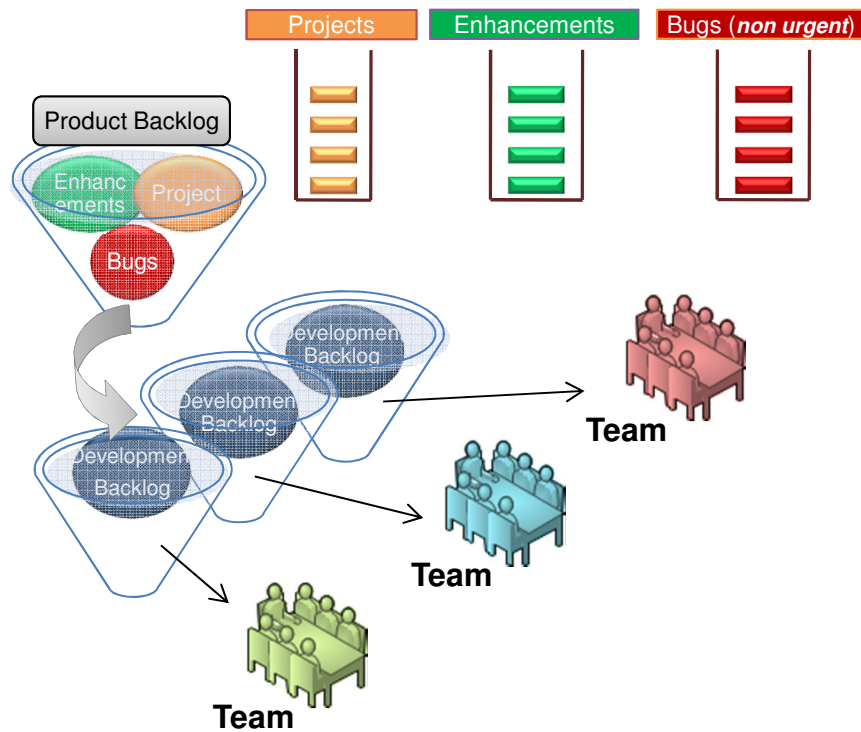 Projects
Enhancements
Bugs (non urgent)
Product Backlog
Enhanc
ements
Project
Bugs
Developmen
Backlog
Developmen
Backlog
Developmen
Backlog
Team
Team
Team